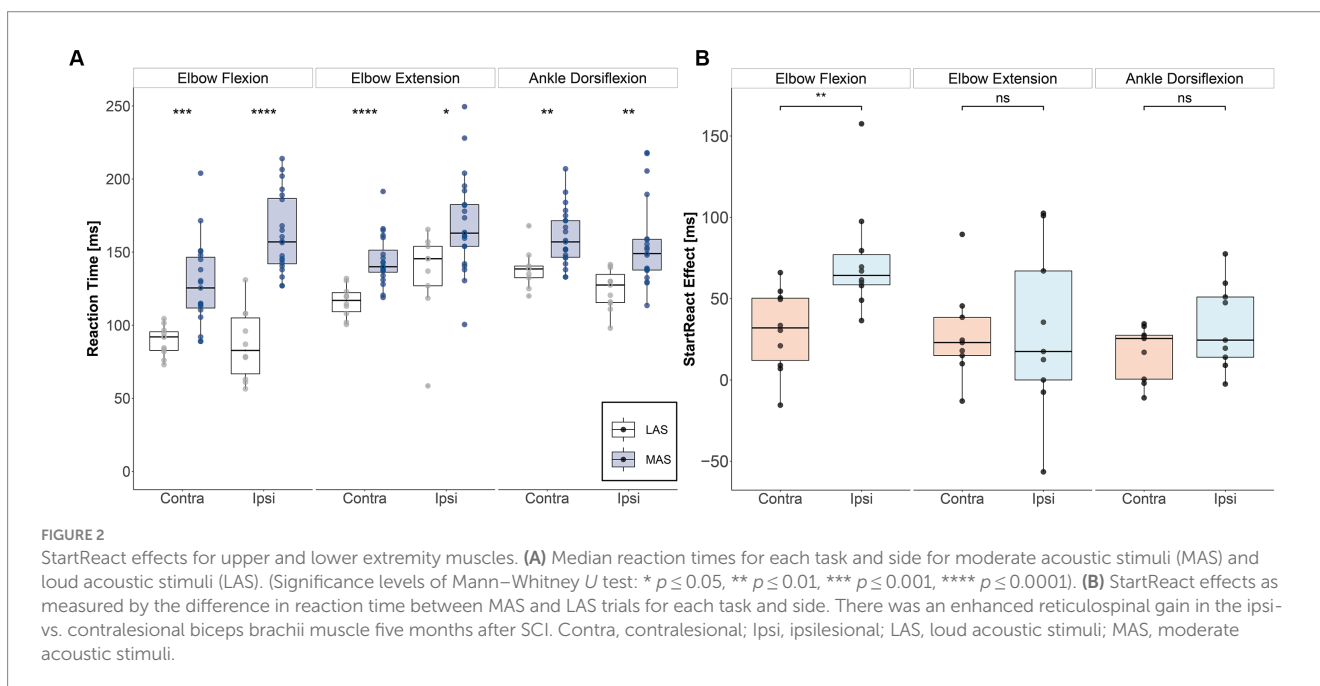 A
Elbow Flexion Elbow Extension Ankle Dorsiflexion
*** **** **** * ** **
250
200
150
100
50
0
Reaction Time [ms]
LAS
MAS
Contra Ipsi Contra Ipsi Contra Ipsi
B
Elbow Flexion Elbow Extension Ankle Dorsiflexion
** ns ns
150
100
50
0
−50
StartReact Effect [ms]
Contra Ipsi Contra Ipsi Contra Ipsi
FIGURE 2
StartReact effects for upper and lower extremity muscles. (A) Median reaction times for each task and side for moderate acoustic stimuli (MAS) and
loud acoustic stimuli (LAS). (Significance levels of Mann–Whitney U test: * p ≤ 0.05, ** p ≤ 0.01, *** p ≤ 0.001, **** p ≤ 0.0001). (B) StartReact effects as
measured by the difference in reaction time between MAS and LAS trials for each task and side. There was an enhanced reticulospinal gain in the ipsi-
vs. contralesional biceps brachii muscle five months after SCI. Contra, contralesional; Ipsi, ipsilesional; LAS, loud acoustic stimuli; MAS, moderate
acoustic stimuli.